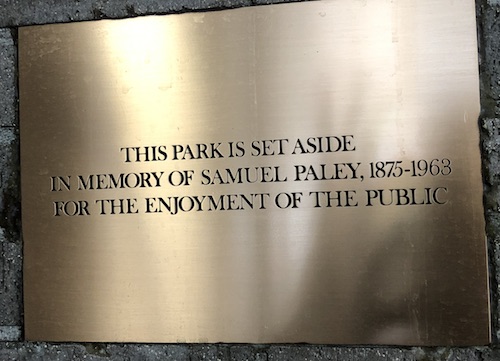 THIS PARK IS SET ASIDE
IN MEMORY OF SAMUEL PALEY, 1875-1963
FOR THE ENJOYMENT OF THE PUBLIC